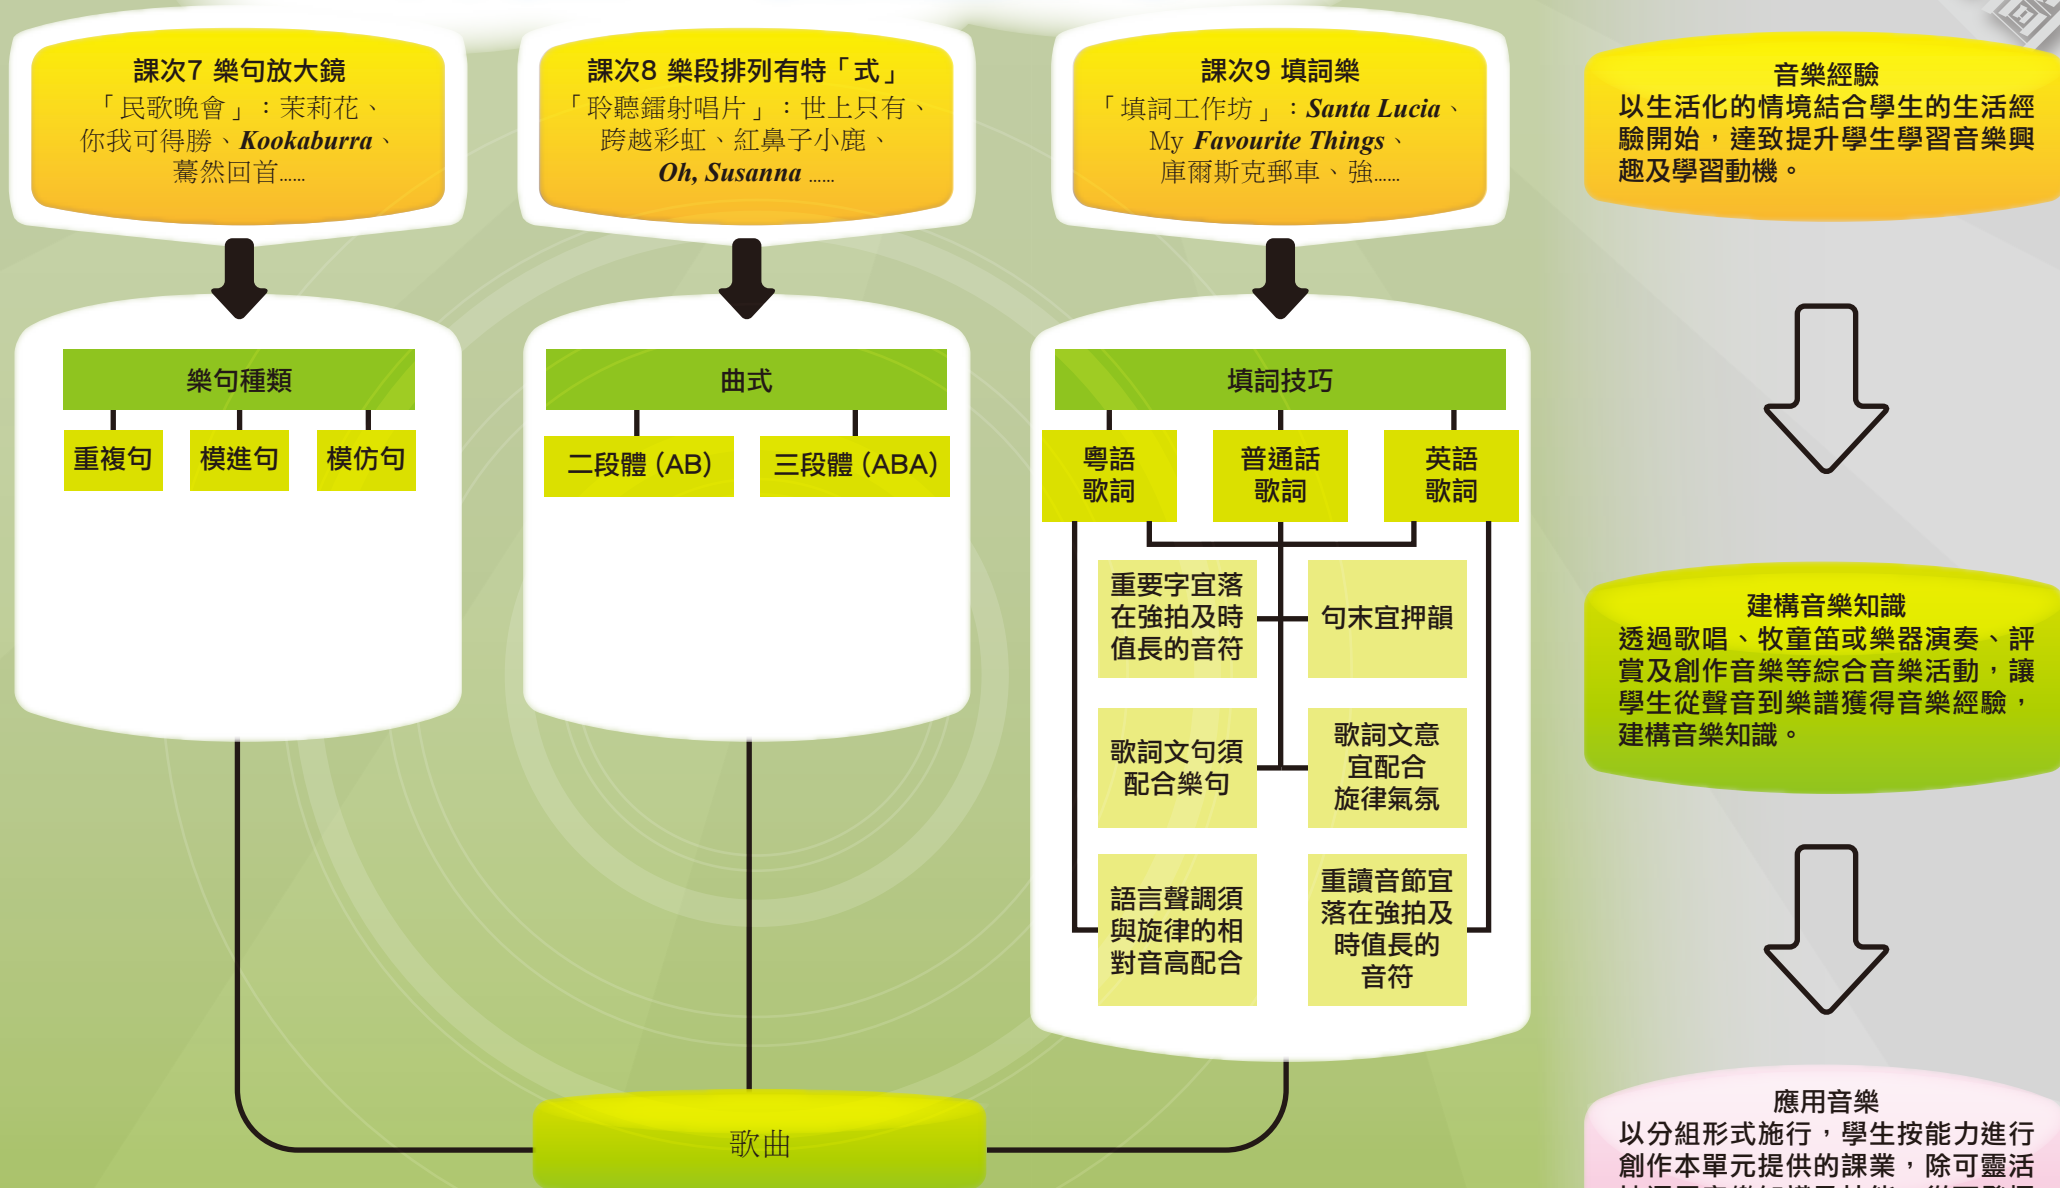 課次7 樂句放大鏡
「民歌晚會」：茉莉花、
你我可得勝、Kookaburra、
驀然回首......
課次8 樂段排列有特「式」
「聆聽鐳射唱片」：世上只有、
跨越彩虹、紅鼻子小鹿、
Oh, Susanna ......
課次9 填詞樂
「填詞工作坊」：Santa Lucia、
My Favourite Things、
庫爾斯克郵車、強......
音樂經驗
以生活化的情境結合學生的生活經
驗開始，達致提升學生學習音樂興
趣及學習動機。
樂句種類
重複句
模進句
模仿句
曲式
二段體 (AB)
三段體 (ABA)
填詞技巧
粵語
歌詞
普通話
歌詞
英語
歌詞
重要字宜落
在強拍及時
值長的音符
句末宜押韻
歌詞文句須
配合樂句
歌詞文意
宜配合
旋律氣氛
語言聲調須
與旋律的相
對音高配合
重讀音節宜
落在強拍及
時值長的
音符
建構音樂知識
透過歌唱、牧童笛或樂器演奏、評
賞及創作音樂等綜合音樂活動，讓
學生從聲音到樂譜獲得音樂經驗，
建構音樂知識。
歌曲
應用音樂
以分組形式施行，學生按能力進行
創作本單元提供的課業，除可靈活